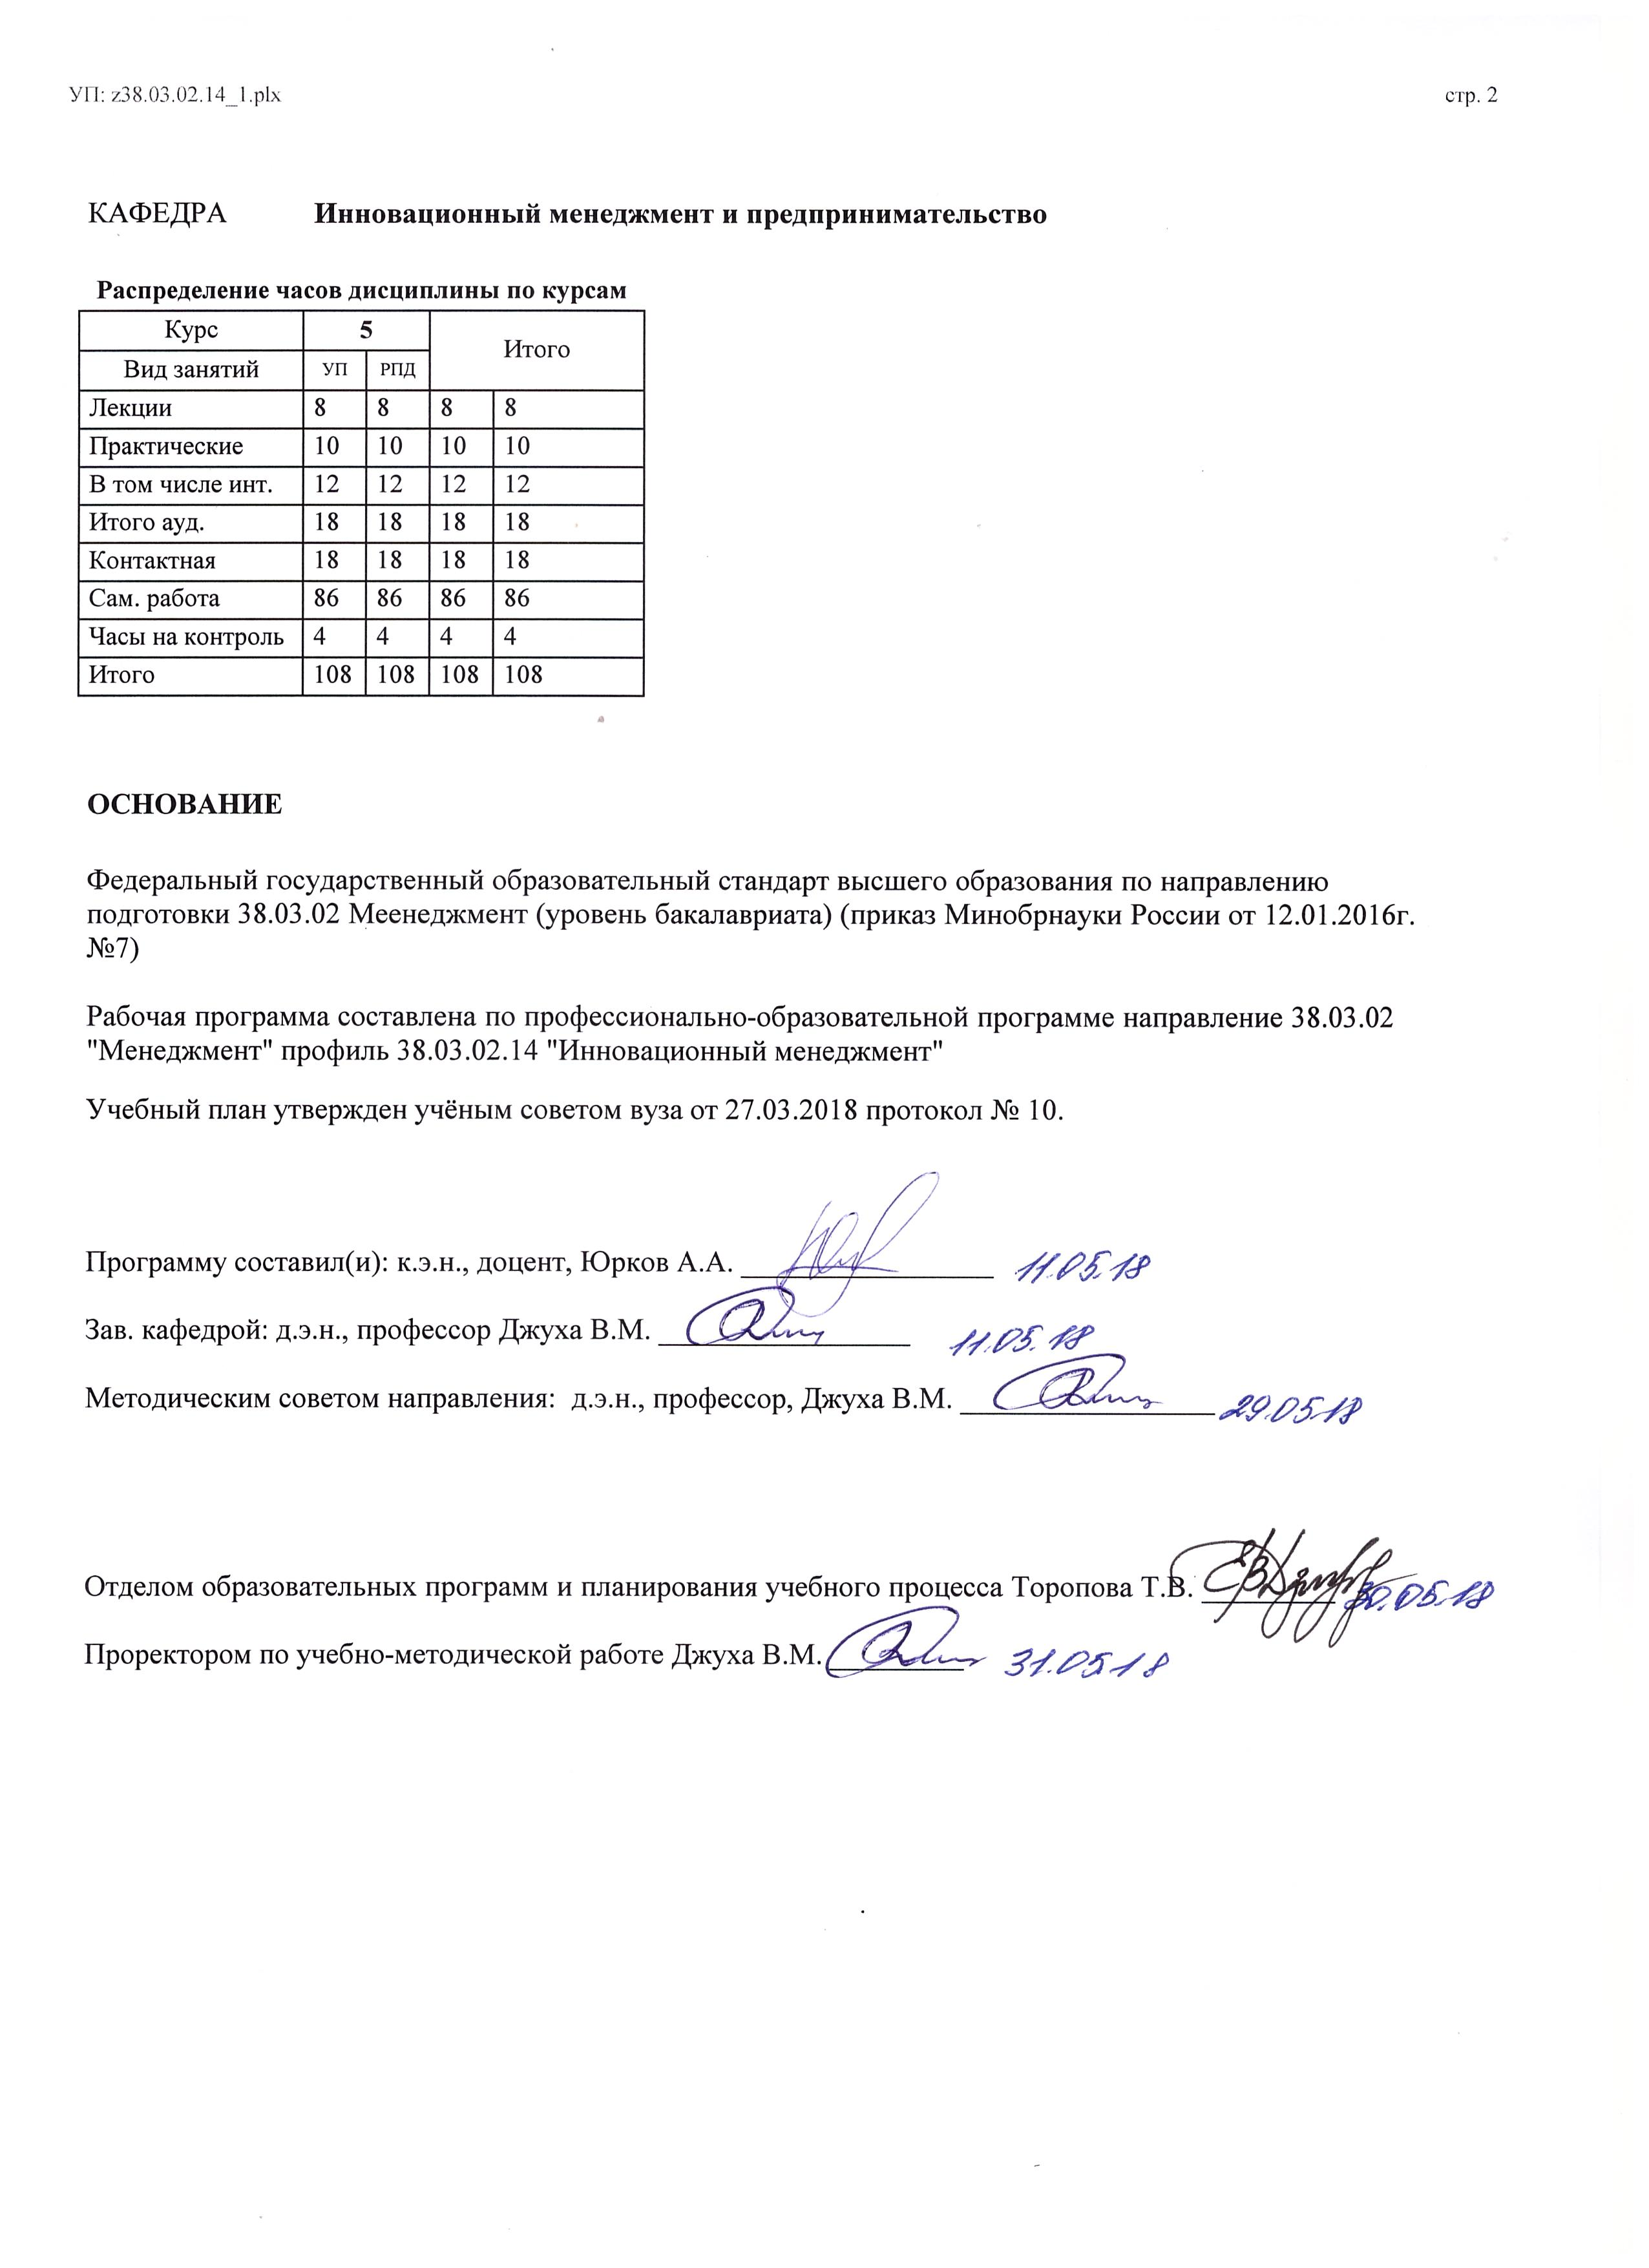 УП: z38.03.02.14_1.plx стр. 2
КАФЕДРА Инновационный менеджмент и предпринимательство
Распределение часов дисциплины по курсам
Курс 5 Итого
Вид занятий УП РПД
Лекции 8 8 8 8
Практические 10 10 10 10
В том числе инт. 12 12 12 12
Итого ауд. 18 18 18 18
Контактная 18 18 18 18
Сам. работа 86 86 86 86
Часы на контроль 4 4 4 4
Итого 108 108 108 108
ОСНОВАНИЕ
Федеральный государственный образовательный стандарт высшего образования по направлению
подготовки 38.03.02 Меенеджмент (уровень бакалавриата) (приказ Минобрнауки России от 12.01.2016г.
№7)
Рабочая программа составлена по профессионально-образовательной программе направление 38.03.02
"Менеджмент" профиль 38.03.02.14 "Инновационный менеджмент"
Учебный план утвержден учёным советом вуза от 27.03.2018 протокол № 10.
Программу составил(и): к.э.н., доцент, Юрков А.А. 11.05.18
Зав. кафедрой: д.э.н., профессор Джуха В.М. 11.05.18
Методическим советом направления: д.э.н., профессор, Джуха В.М. 29.05.18
Отделом образовательных программ и планирования учебного процесса Торопова Т.В. 30.05.18
Проректором по учебно-методической работе Джуха В.М. 31.05.18